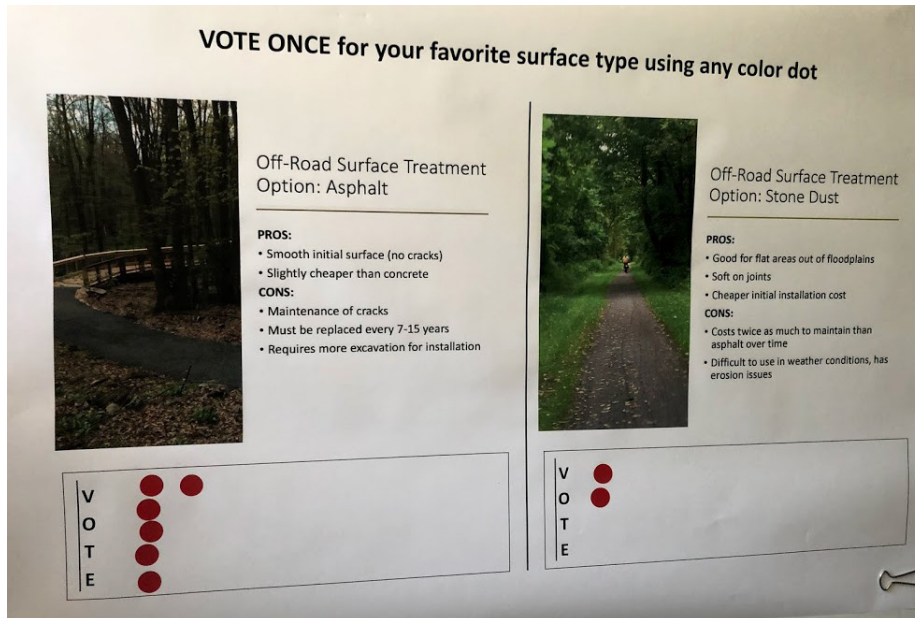 VOTE ONCE for your favorite surface type using any color dot
Off-Road Surface Treatment
Option: Asphalt
PROS:
• Smooth initial surface (no cracks)
• Slightly cheaper than concrete
CONS:
• Maintenance of cracks
• Must be replaced every 7-15 years
• Requires more excavation for installation
V
O
T
E
Off-Road Surface Treatment
Option: Stone Dust
PROS:
• Good for flat areas out of floodplains
• Soft on joints
• Cheaper initial installation cost
CONS:
• Costs twice as much to maintain than
asphalt over time
• Difficult to use in weather conditions, has
erosion issues
V
O
T
E